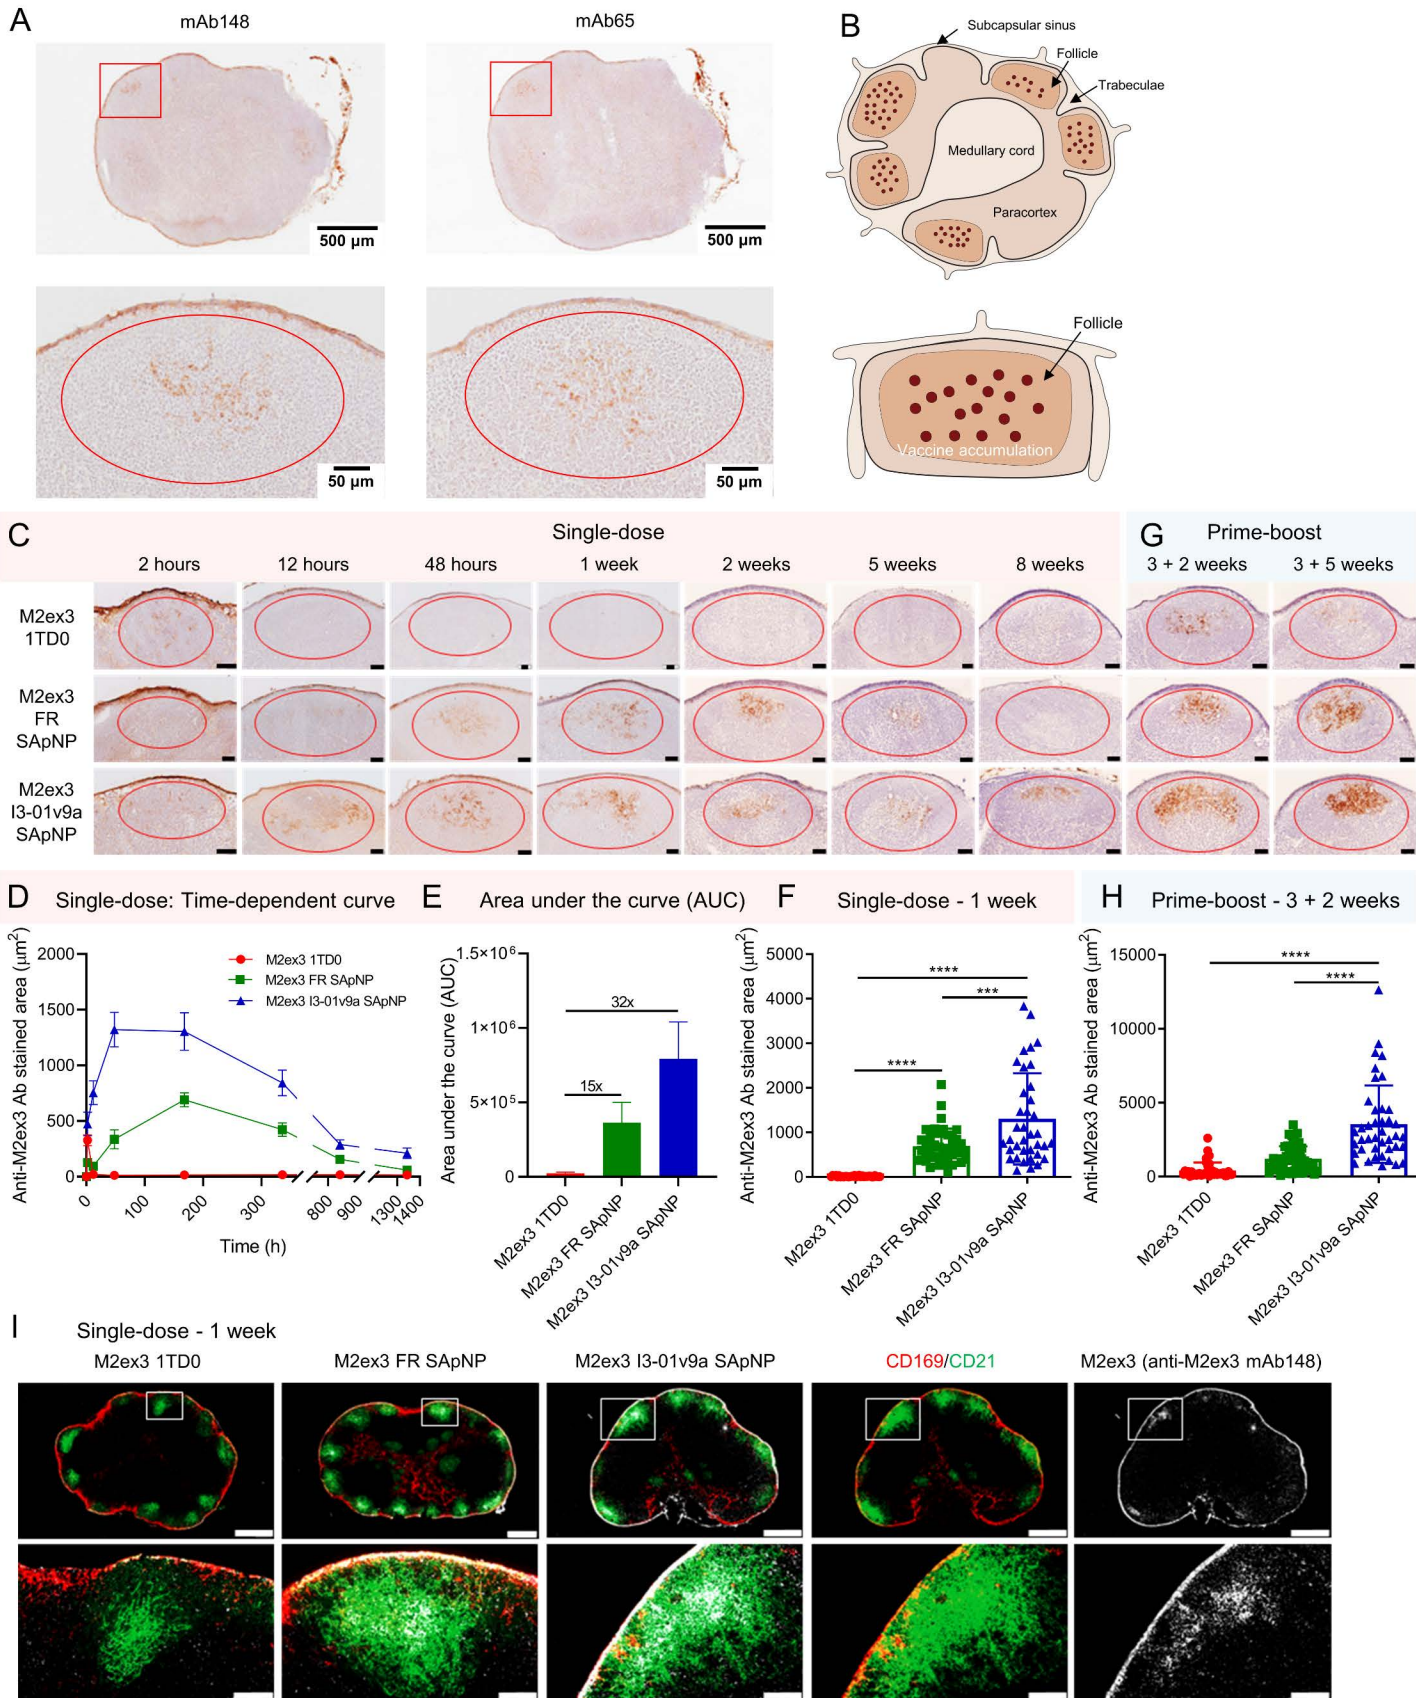 A
mAb148
mAb65
500 µm
500 µm
50 µm
50 µm
B
Subcapsular sinus
Follicle
Trabeculae
Medullary cord
Paracortex
Follicle
Vaccine accumulation
C
Single-dose
2 hours
12 hours
48 hours
1 week
2 weeks
5 weeks
8 weeks
G
Prime-boost
3 + 2 weeks
3 + 5 weeks
M2ex3
1TD0
M2ex3
FR
SApNP
M2ex3
I3-01v9a
SApNP
D
Single-dose: Time-dependent curve
Anti-M2ex3 Ab stained area (µm²)
2000
1500
1000
500
0
M2ex3 1TD0
M2ex3 FR SApNP
M2ex3 I3-01v9a SApNP
0
100
200
300
800
900
1300
1400
Time (h)
E
Area under the curve (AUC)
Area under the curve (AUC)
1.5×10⁶
1×10⁶
5×10⁵
0
32x
15x
M2ex3 1TD0
M2ex3 FR SApNP
M2ex3 I3-01v9a SApNP
F
Single-dose - 1 week
Anti-M2ex3 Ab stained area (µm²)
5000
4000
3000
2000
1000
0
****
***
****
M2ex3 1TD0
M2ex3 FR SApNP
M2ex3 I3-01v9a SApNP
H
Prime-boost - 3 + 2 weeks
Anti-M2ex3 Ab stained area (µm²)
15000
10000
5000
0
****
****
M2ex3 1TD0
M2ex3 FR SApNP
M2ex3 I3-01v9a SApNP
I
Single-dose - 1 week
M2ex3 1TD0
M2ex3 FR SApNP
M2ex3 I3-01v9a SApNP
CD169/CD21
M2ex3 (anti-M2ex3 mAb148)